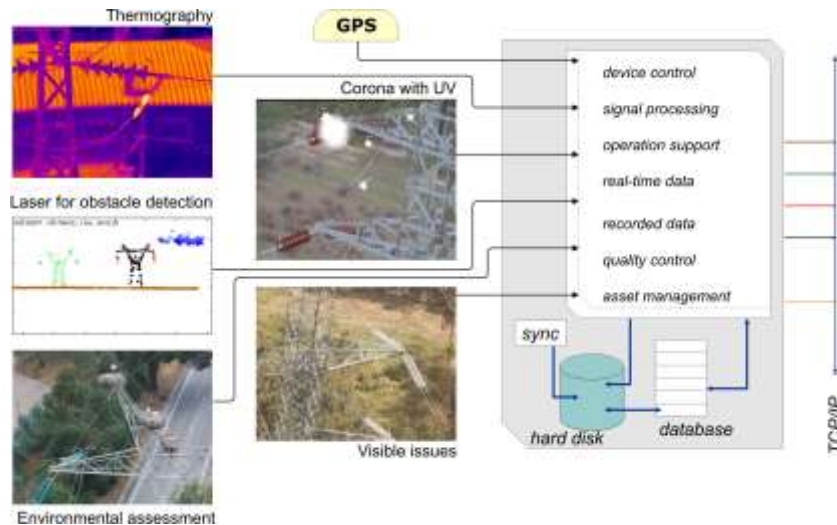 Thermography
GPS
Corona with UV
Laser for obstacle detection
device control
signal processing
operation support
real-time data
recorded data
quality control
asset management
sync
hard disk
database
TCP/IP
Visible issues
Environmental assessment